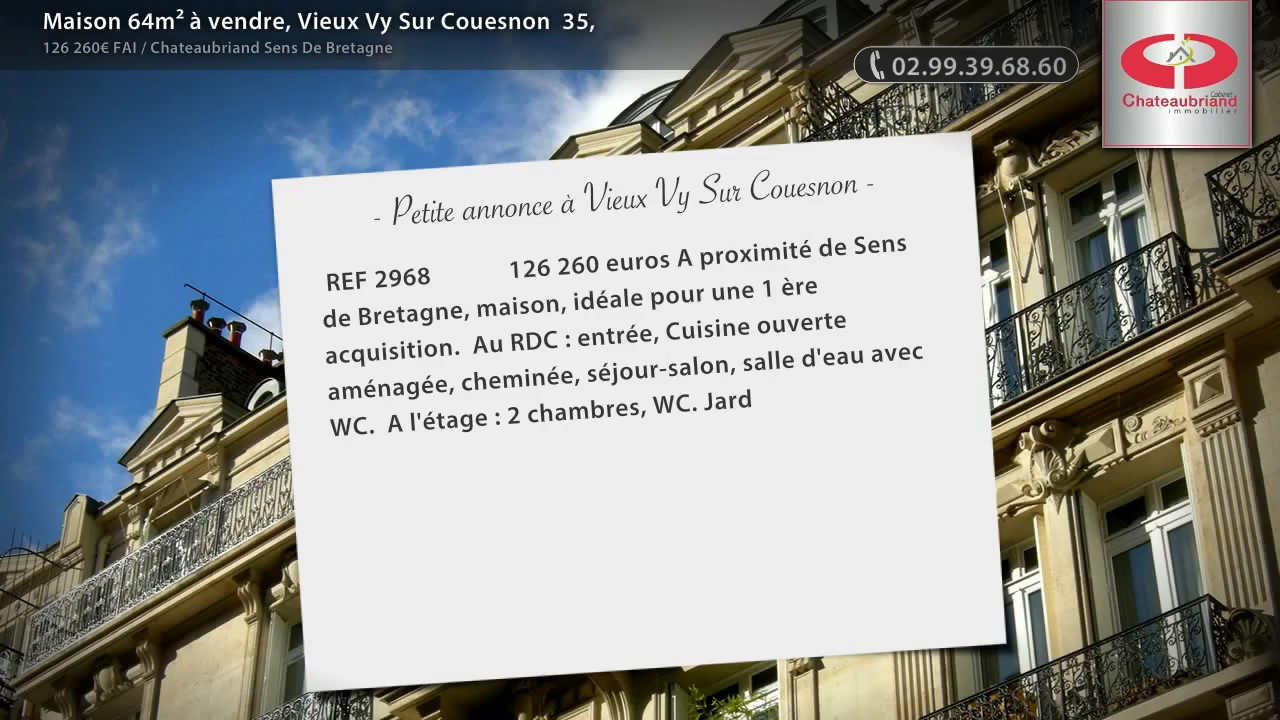 Maison 64m² à vendre, Vieux Vy Sur Couesnon 35,
126 260€ FAI / Chateaubriand Sens De Bretagne
02.99.39.68.60
Cabinet
Chateaubriand
immobilier
- Petite annonce à Vieux Vy Sur Couesnon -
REF 2968 126 260 euros A proximité de Sens
de Bretagne, maison, idéale pour une 1 ère
acquisition. Au RDC : entrée, Cuisine ouverte
aménagée, cheminée, séjour-salon, salle d'eau avec
WC. A l'étage : 2 chambres, WC. Jard